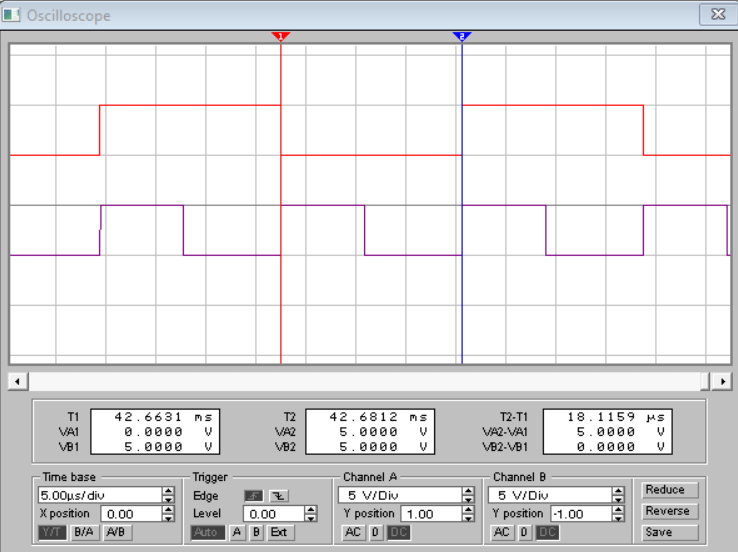 Oscilloscope
1 2
T1 42.6631 ms T2 42.6812 ms T2-T1 18.1159 µs
VA1 0.0000 V VA2 5.0000 V VA2-VA1 5.0000 V
VB1 5.0000 V VB2 5.0000 V VB2-VB1 0.0000 V
Time base Trigger Channel A Channel B
5.00µs/div Edge 5 V/Div 5 V/Div Reduce
X position 0.00 Level 0.00 Y position 1.00 Y position -1.00 Reverse
Y/T B/A A/B Auto A B Ext AC 0 DC AC 0 DC Save